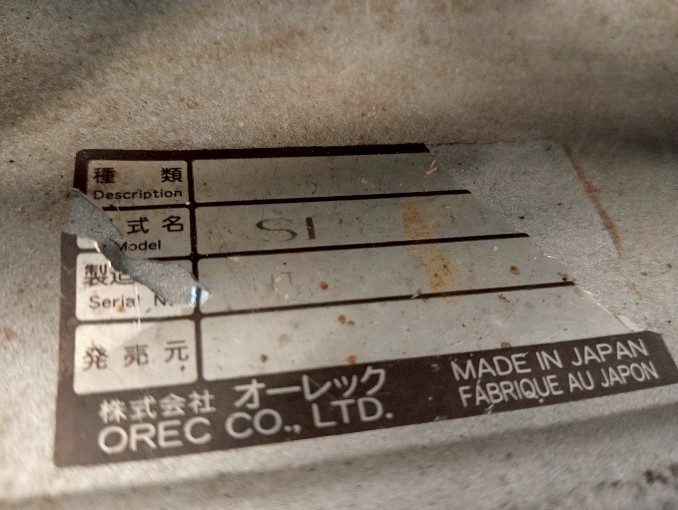 種類
Description
式名
Model
SI
製造
Serial N
発売元
株式会社 オーレック
OREC CO., LTD.
MADE IN JAPAN
FABRIQUE AU JAPON